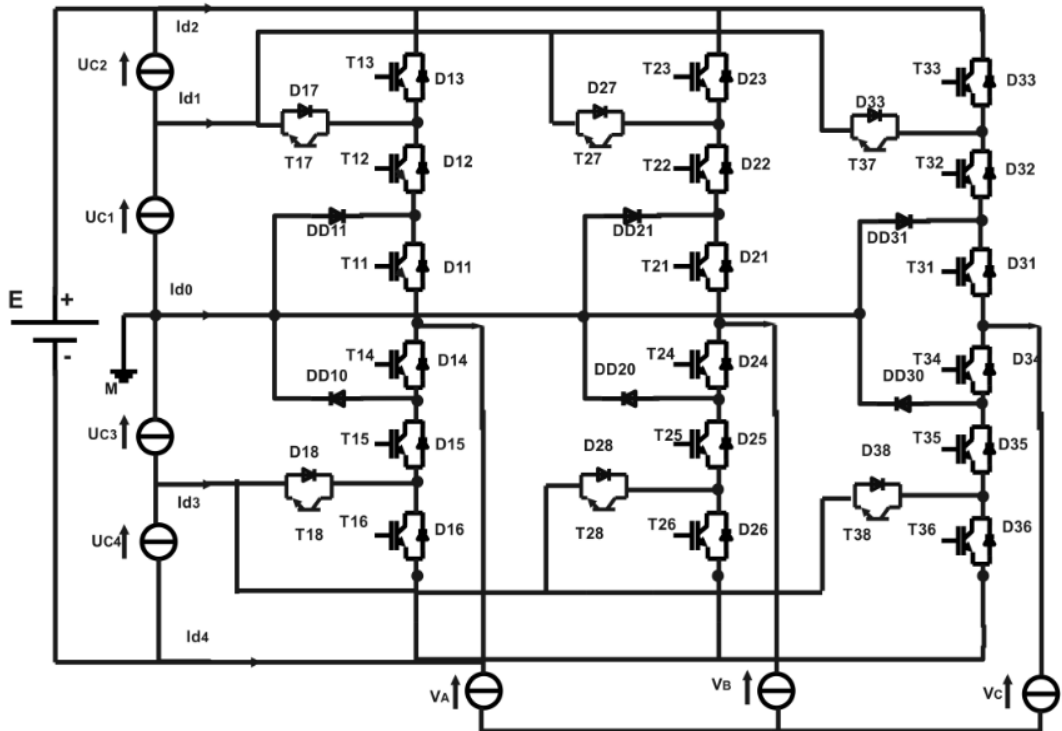 Id2
UC2
T13
D13
T23
D23
T33
D33
Id1
D17
D27
D33
T17
T27
T37
T12
D12
T22
D22
T32
D32
UC1
DD11
DD21
DD31
T11
D11
T21
D21
T31
D31
E
+
Id0
-
M
T14
D14
T24
D24
T34
D34
DD10
DD20
DD30
UC3
T15
D15
T25
D25
T35
D35
D18
D28
D38
Id3
UC4
T18
T16
D16
T28
T26
D26
T38
T36
D36
Id4
VA
VB
VC